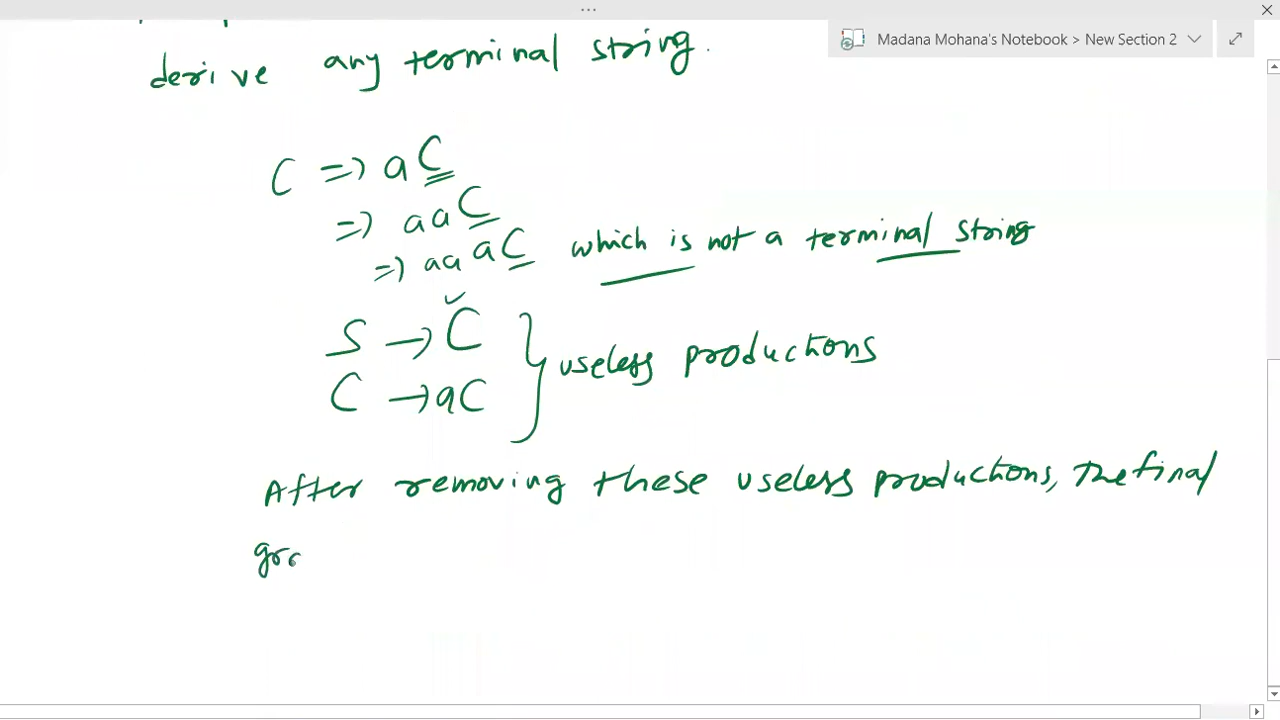 Madana Mohana's Notebook > New Section 2
derive any terminal string.
C => aC
=> aaC
=> aaaC which is not a terminal string
S → C
C → aC } useless productions
After removing these useless productions, the final
gra